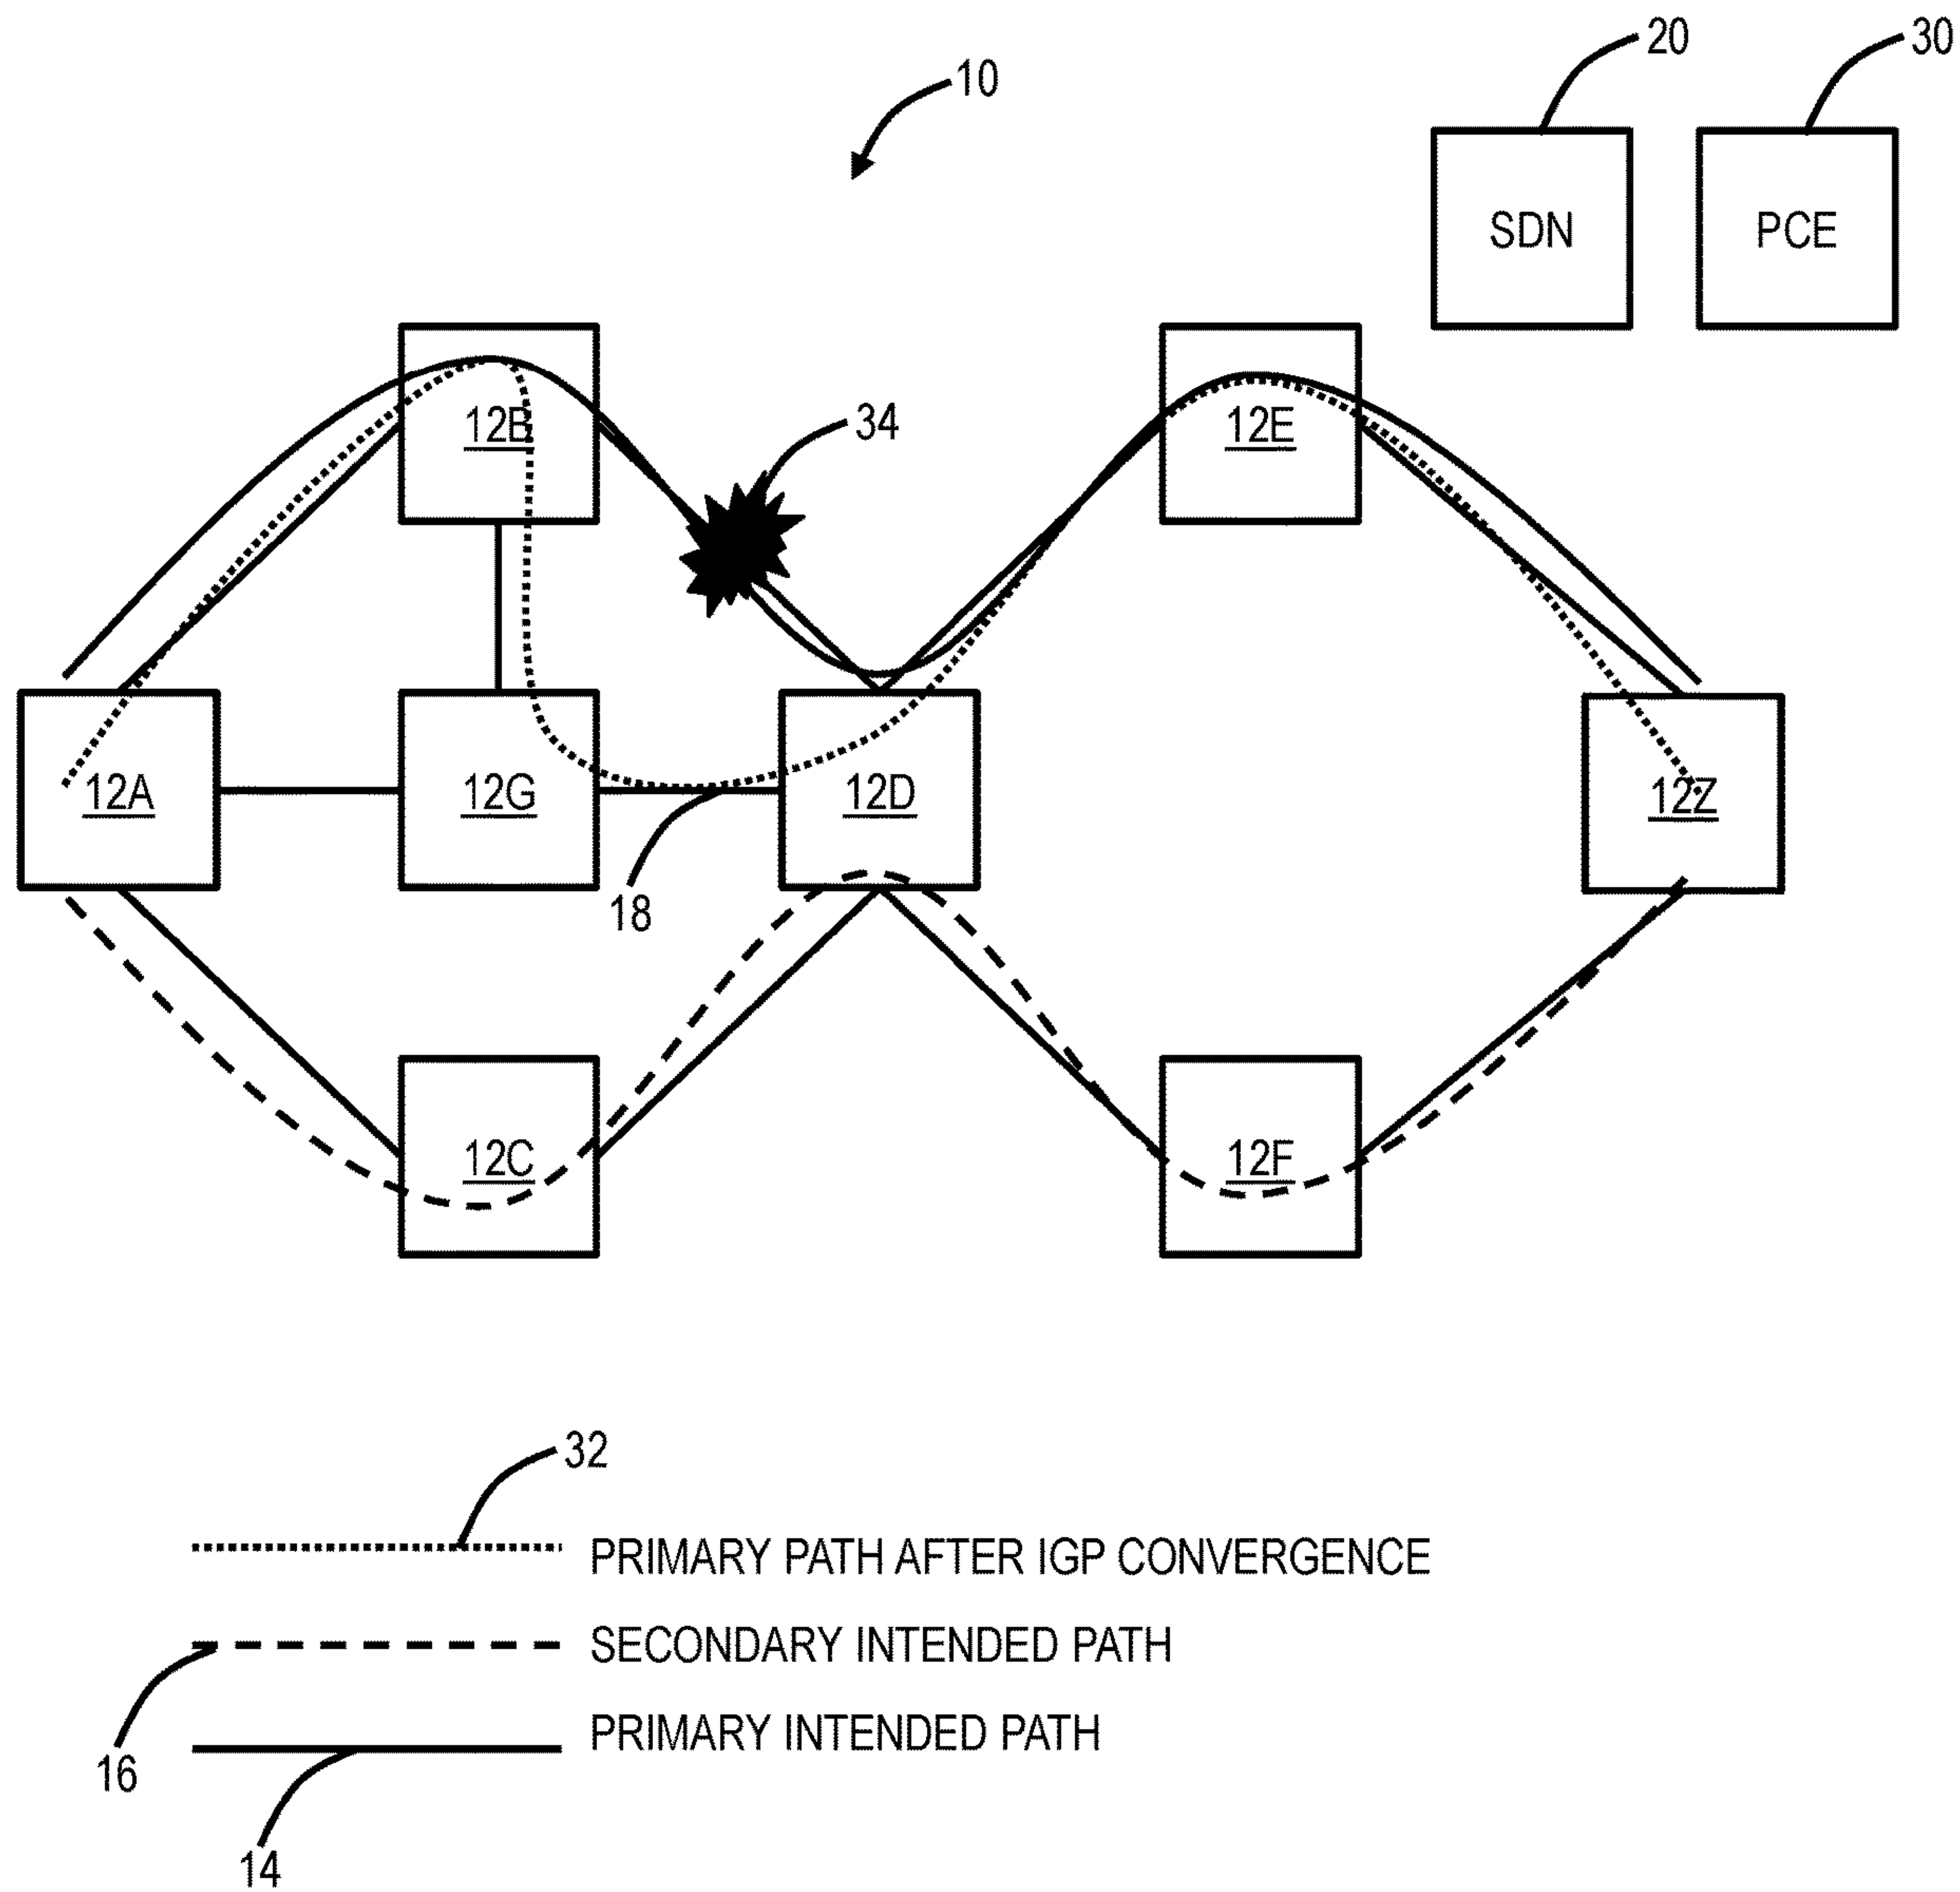 20
30
10
SDN
PCE
12B
34
12E
12A
12G
12D
12Z
18
12C
12F
32
PRIMARY PATH AFTER IGP CONVERGENCE
SECONDARY INTENDED PATH
PRIMARY INTENDED PATH
16
14